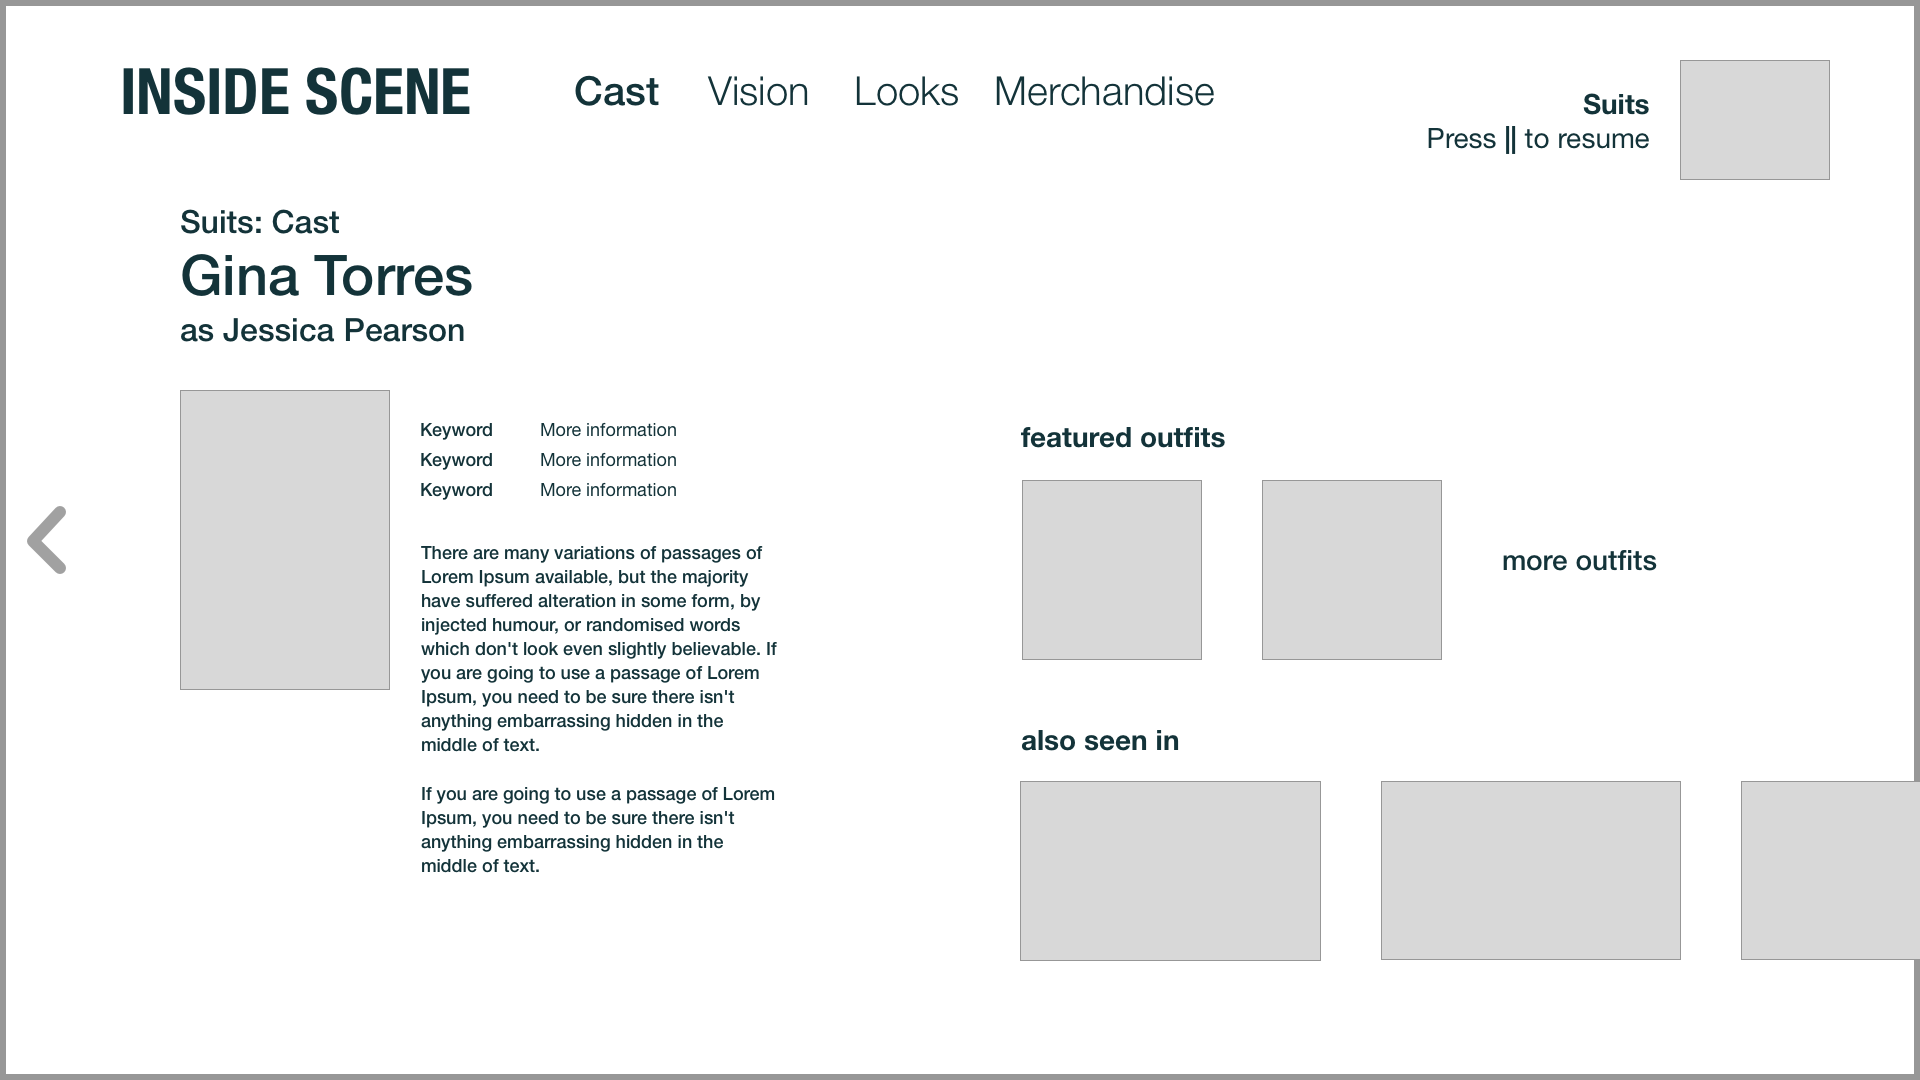 INSIDE SCENE
Cast Vision Looks Merchandise
Suits
Press || to resume
Suits: Cast
Gina Torres
as Jessica Pearson
Keyword More information
Keyword More information
Keyword More information
There are many variations of passages of
Lorem Ipsum available, but the majority
have suffered alteration in some form, by
injected humour, or randomised words
which don't look even slightly believable. If
you are going to use a passage of Lorem
Ipsum, you need to be sure there isn't
anything embarrassing hidden in the
middle of text.
If you are going to use a passage of Lorem
Ipsum, you need to be sure there isn't
anything embarrassing hidden in the
middle of text.
featured outfits
more outfits
also seen in